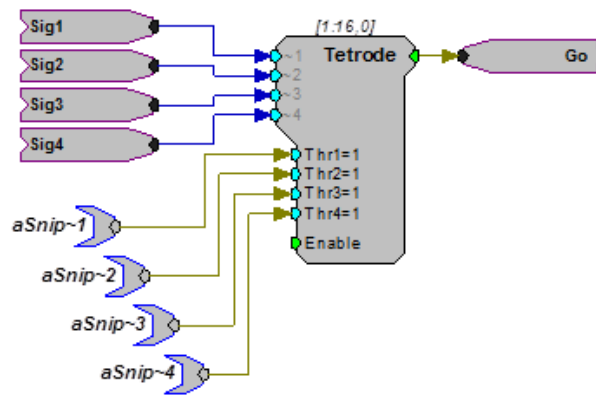 [1:16,0]
Sig1
Sig2
Sig3
Sig4
~1
~2
~3
~4
Tetrode
Go
Thr1=1
Thr2=1
Thr3=1
Thr4=1
Enable
aSnip~1
aSnip~2
aSnip~3
aSnip~4